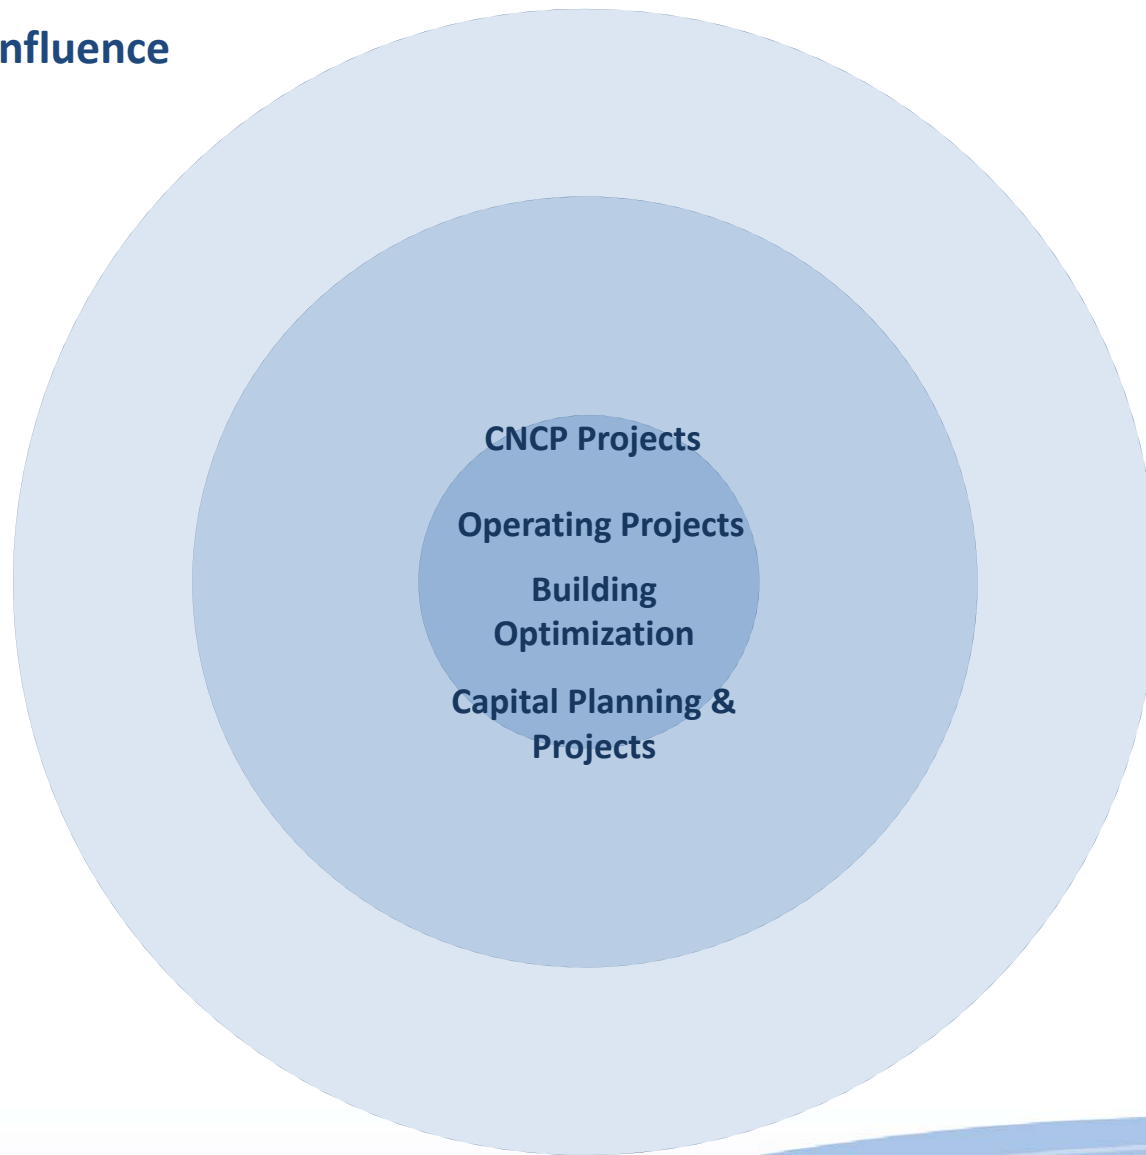 nfluence
CNCP Projects
Operating Projects
Building
Optimization
Capital Planning &
Projects